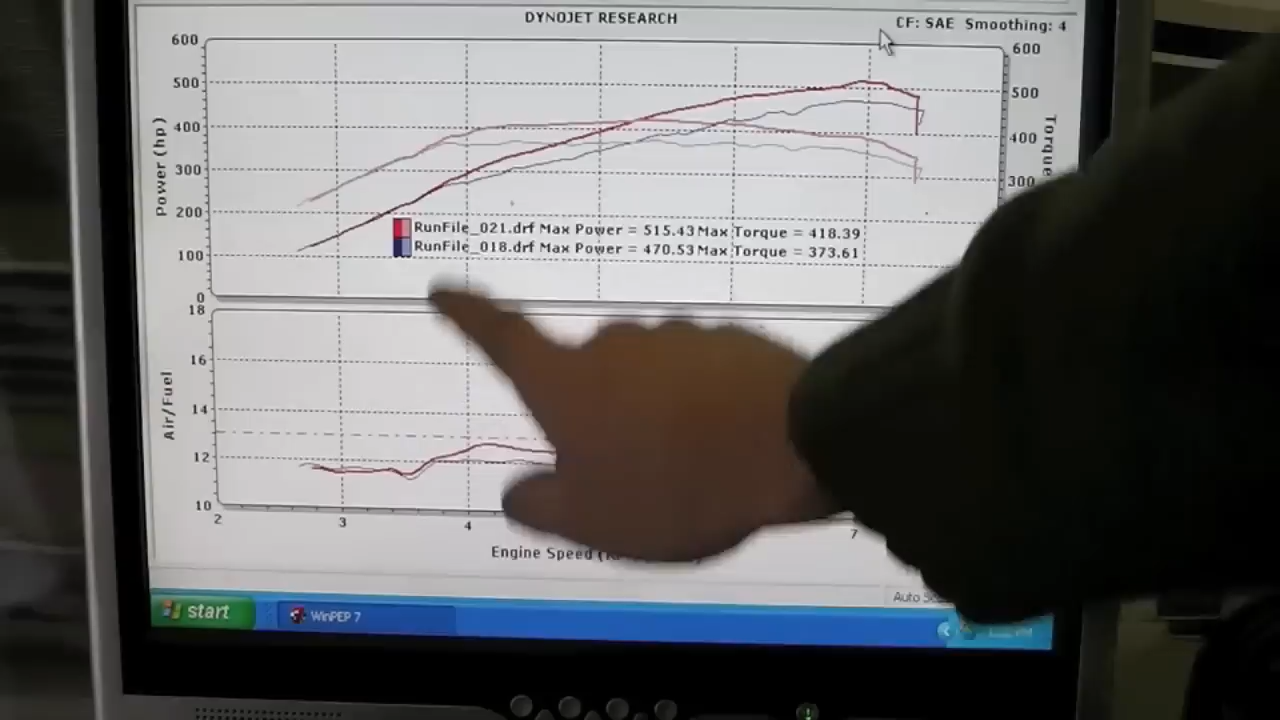 DYNOJET RESEARCH
CF: SAE Smoothing: 4
600
500
400
300
200
100
0
Power (hp)
600
500
400
300
RunFile_021.drf Max Power = 515.43 Max Torque = 418.39
RunFile_018.drf Max Power = 470.53 Max Torque = 373.61
18
16
14
12
10
Air/Fuel
2
3
4
7
Engine Speed
Auto
start
WinPEP 7